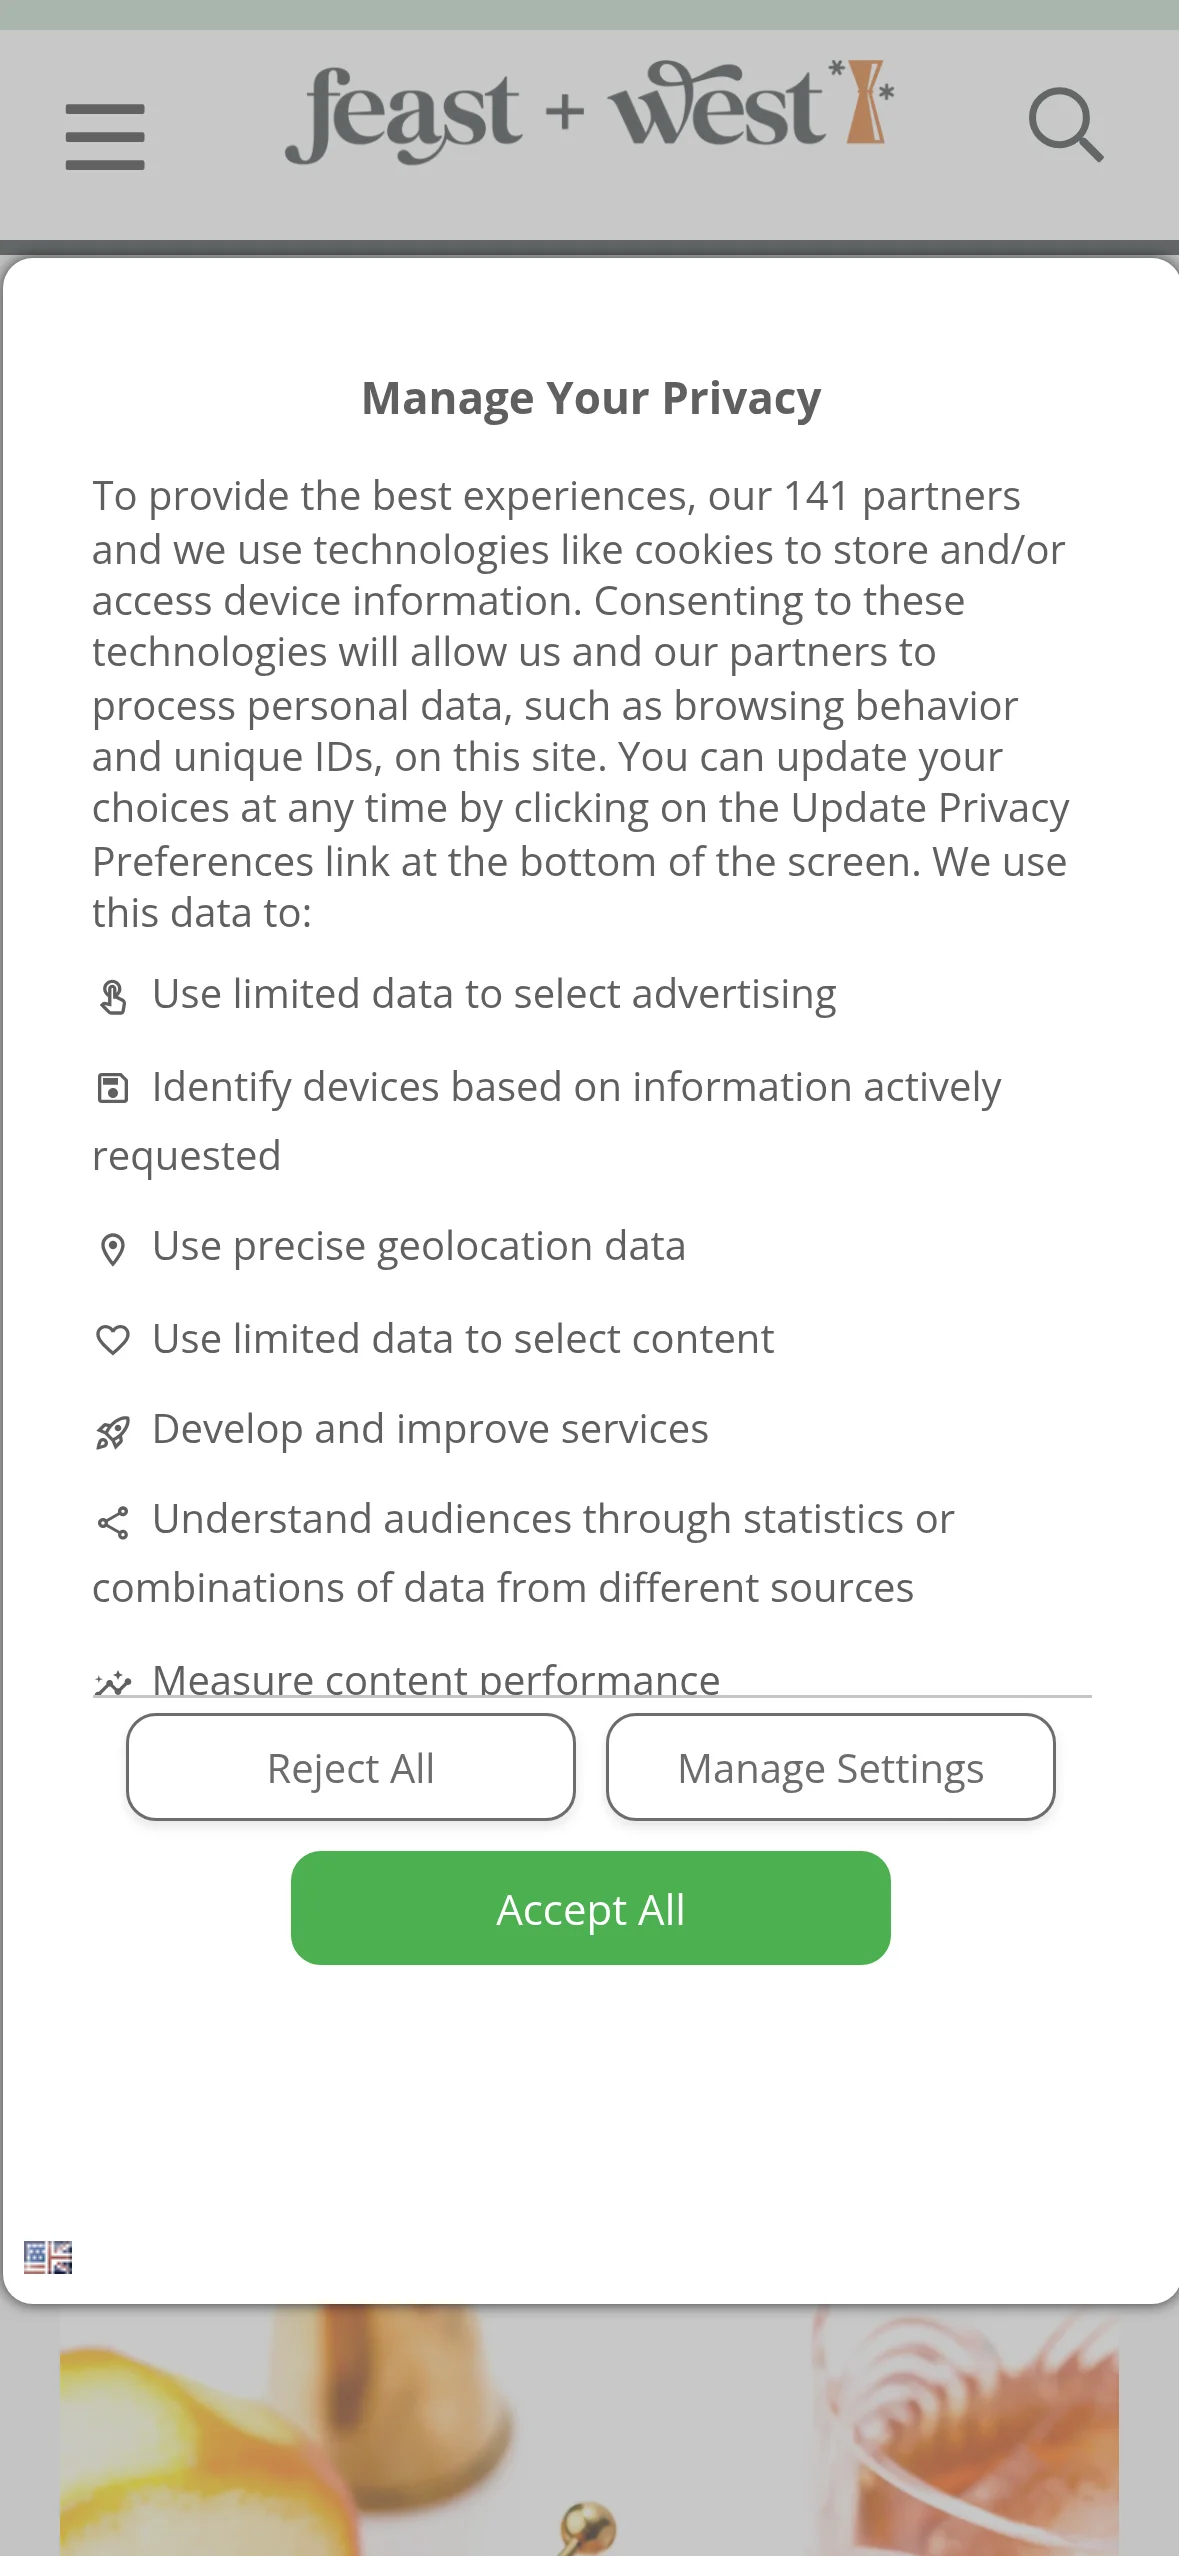 feast + west
Manage Your Privacy
To provide the best experiences, our 141 partners
and we use technologies like cookies to store and/or
access device information. Consenting to these
technologies will allow us and our partners to
process personal data, such as browsing behavior
and unique IDs, on this site. You can update your
choices at any time by clicking on the Update Privacy
Preferences link at the bottom of the screen. We use
this data to:
Use limited data to select advertising
Identify devices based on information actively
requested
Use precise geolocation data
Use limited data to select content
Develop and improve services
Understand audiences through statistics or
combinations of data from different sources
Measure content performance
Reject All
Manage Settings
Accept All